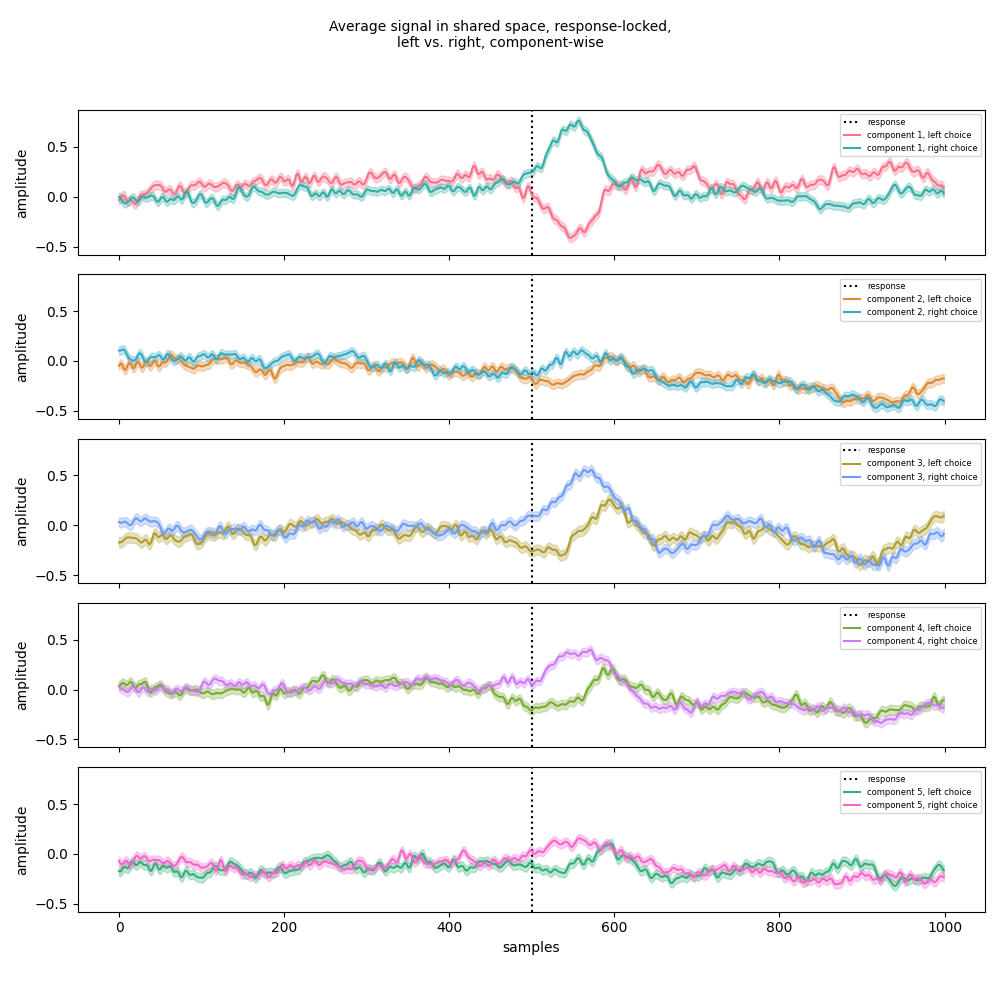 Average signal in shared space, response-locked,
left vs. right, component-wise
amplitude
0.5
0.0
−0.5
response
component 1, left choice
component 1, right choice
amplitude
0.5
0.0
−0.5
response
component 2, left choice
component 2, right choice
amplitude
0.5
0.0
−0.5
response
component 3, left choice
component 3, right choice
amplitude
0.5
0.0
−0.5
response
component 4, left choice
component 4, right choice
amplitude
0.5
0.0
−0.5
response
component 5, left choice
component 5, right choice
0 200 400 600 800 1000
samples